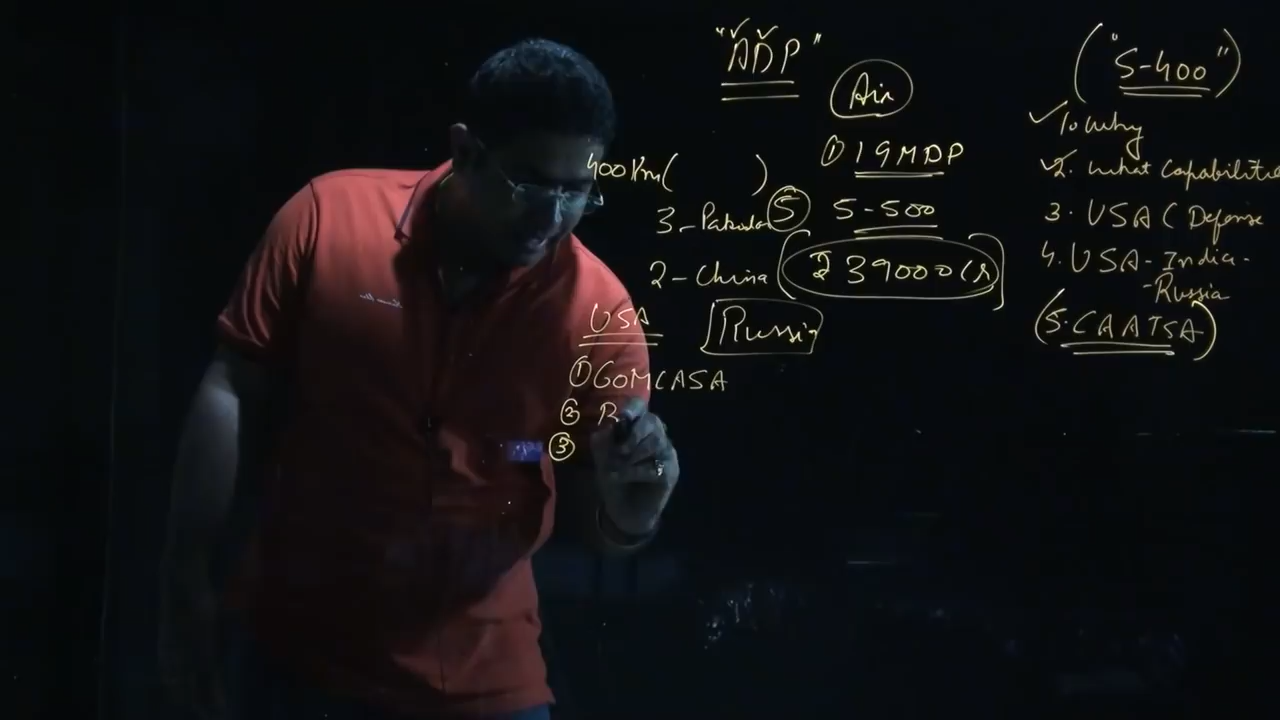 "ADP"
Air
① 19MDP
400 Km( )
3-Pakistan ⑤ S-500
2-China (₹ 39000 Cr)
USA [Russia]
① GOMCASA
② B
③
("S-400")
1. Why
2. What Capabilitie
3. USA (Defense
4. USA-India-
-Russia
(5. CAATSA)